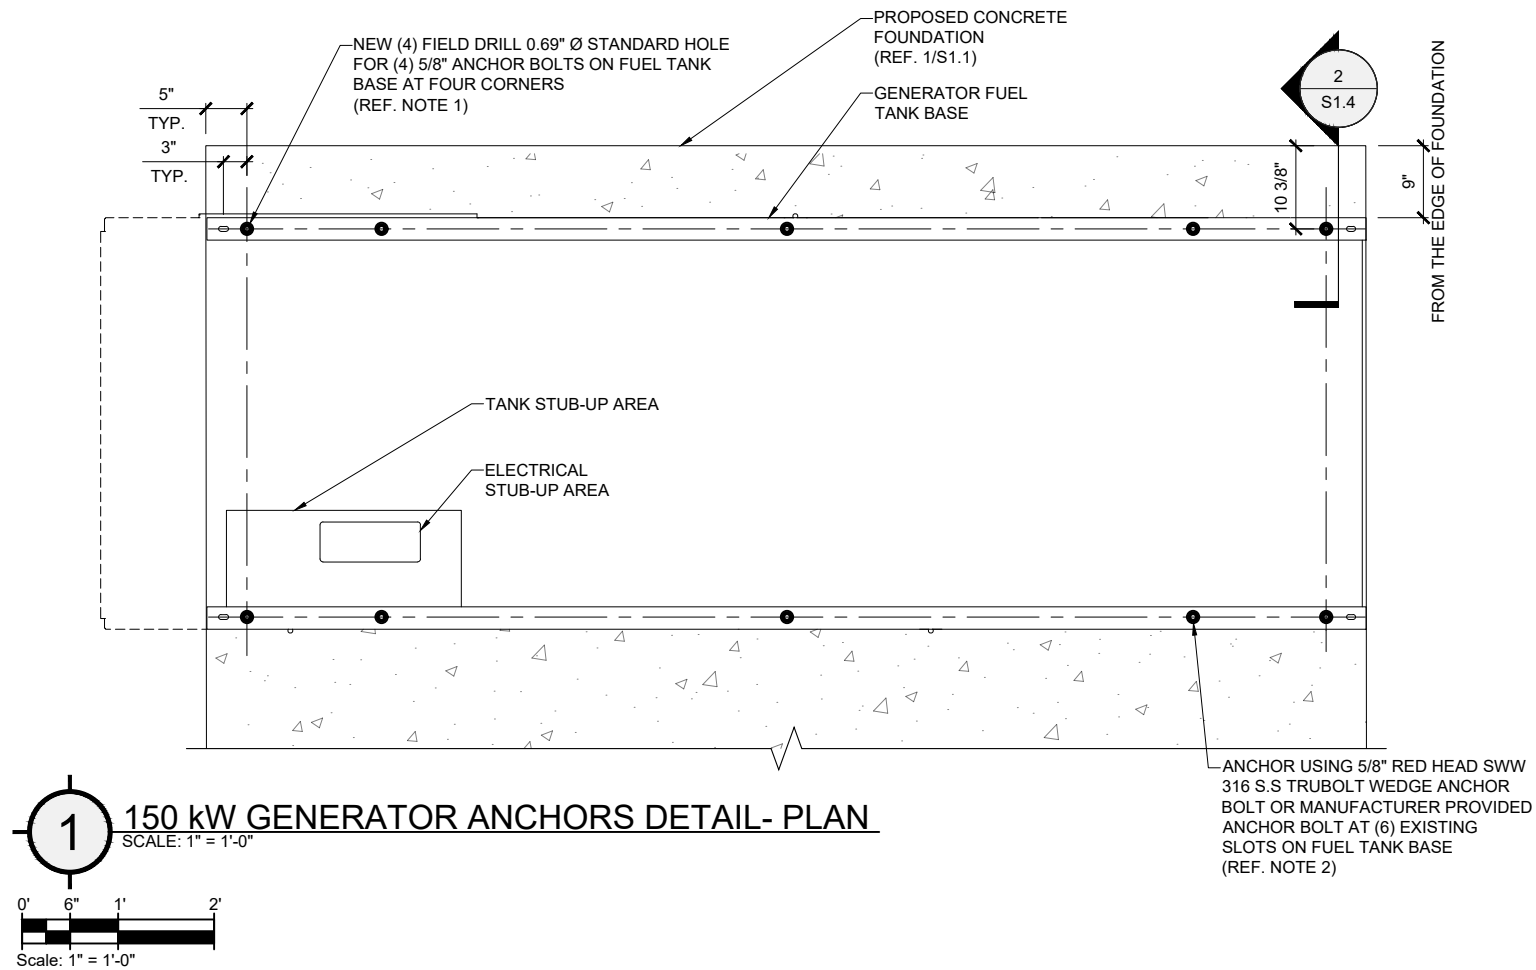 NEW (4) FIELD DRILL 0.69" Ø STANDARD HOLE
FOR (4) 5/8" ANCHOR BOLTS ON FUEL TANK
BASE AT FOUR CORNERS
(REF. NOTE 1)
PROPOSED CONCRETE
FOUNDATION
(REF. 1/S1.1)
GENERATOR FUEL
TANK BASE
2
S1.4
5"
TYP.
3"
TYP.
10 3/8"
9"
FROM THE EDGE OF FOUNDATION
TANK STUB-UP AREA
ELECTRICAL
STUB-UP AREA
ANCHOR USING 5/8" RED HEAD SWW
316 S.S TRUBOLT WEDGE ANCHOR
BOLT OR MANUFACTURER PROVIDED
ANCHOR BOLT AT (6) EXISTING
SLOTS ON FUEL TANK BASE
(REF. NOTE 2)
1
150 kW GENERATOR ANCHORS DETAIL- PLAN
SCALE: 1" = 1'-0"
0' 6" 1' 2'
Scale: 1" = 1'-0"